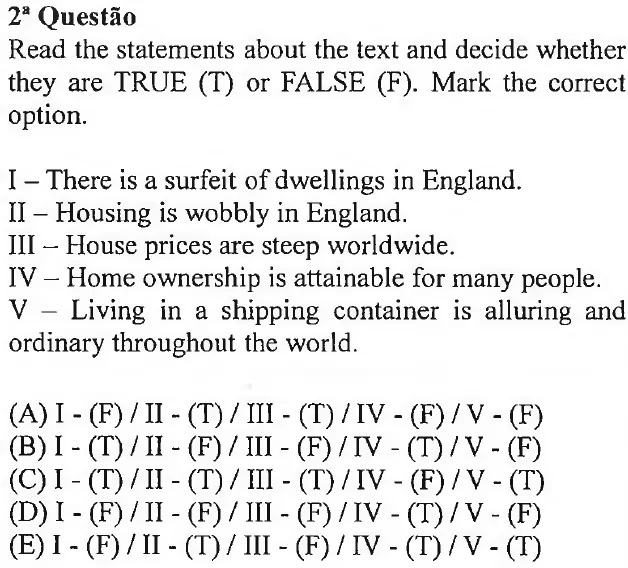 2ª Questão
Read the statements about the text and decide whether
they are TRUE (T) or FALSE (F). Mark the correct
option.
I – There is a surfeit of dwellings in England.
II – Housing is wobbly in England.
III – House prices are steep worldwide.
IV – Home ownership is attainable for many people.
V – Living in a shipping container is alluring and
ordinary throughout the world.
(A) I - (F) / II - (T) / III - (T) / IV - (F) / V - (F)
(B) I - (T) / II - (F) / III - (F) / IV - (T) / V - (F)
(C) I - (T) / II - (T) / III - (T) / IV - (F) / V - (T)
(D) I - (F) / II - (F) / III - (F) / IV - (T) / V - (F)
(E) I - (F) / II - (T) / III - (F) / IV - (T) / V - (T)